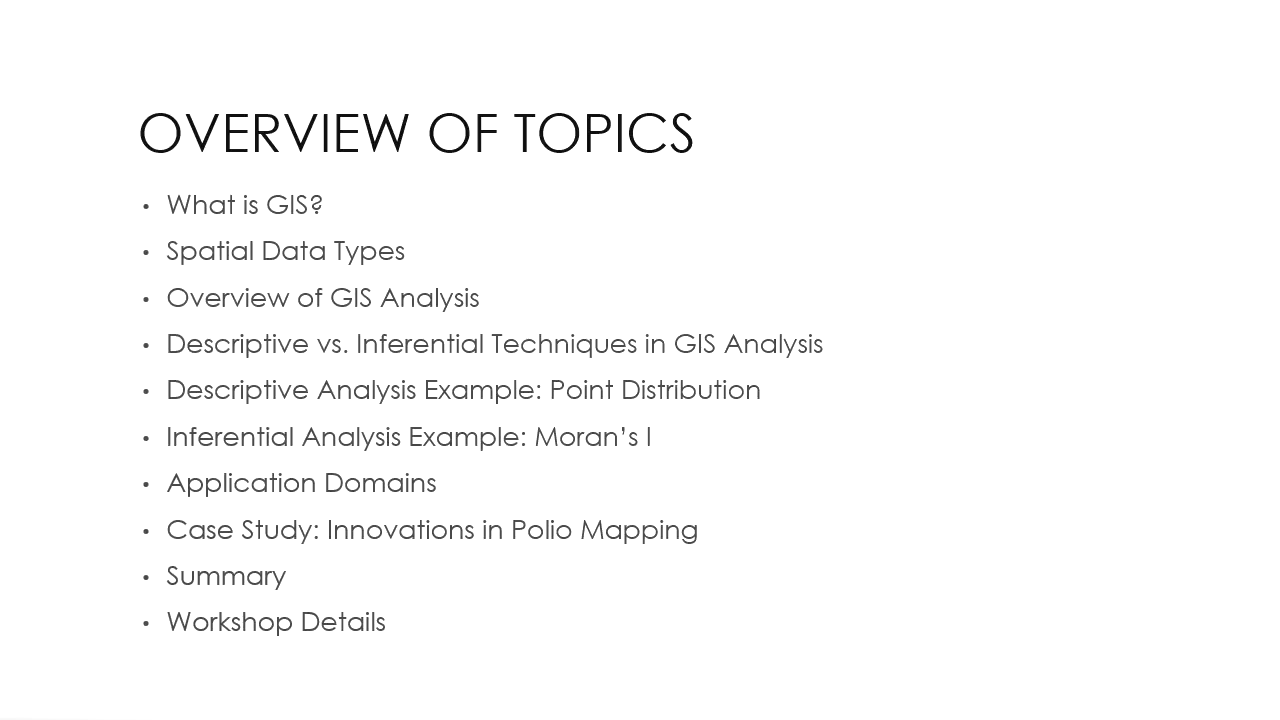 OVERVIEW OF TOPICS
• What is GIS?
• Spatial Data Types
• Overview of GIS Analysis
• Descriptive vs. Inferential Techniques in GIS Analysis
• Descriptive Analysis Example: Point Distribution
• Inferential Analysis Example: Moran’s I
• Application Domains
• Case Study: Innovations in Polio Mapping
• Summary
• Workshop Details